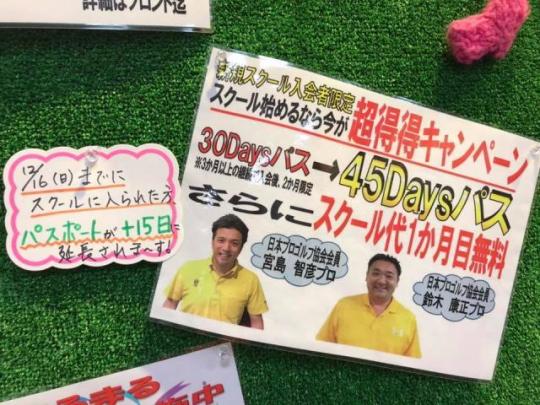 詳細はフロント迄
新規スクール入会者限定
スクール始めるなら今が
超得得キャンペーン
30Daysパス→45Daysパス
※3か月以上の継続入会後、2か月限定
さらにスクール代1か月目無料
日本プロゴルフ協会会員
宮島 智彦プロ
日本プロゴルフ協会会員
鈴木 康正プロ
12/16(日)までに
スクールに入られた方
パスポートが+15日に
延長されま〜す!
まる
中